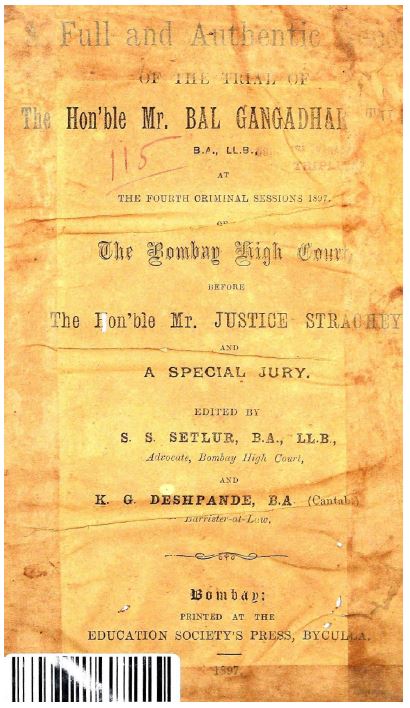 Full and Authentic
OF THE TRIAL OF
The Hon'ble Mr. BAL GANGADHAR
115
B.A., LL.B.,
AT
THE FOURTH CRIMINAL SESSIONS 1897.
OF
The Bombay High Court,
BEFORE
The Hon'ble Mr. JUSTICE STRACHEY
AND
A SPECIAL JURY.
EDITED BY
S. S. SETLUR, B.A., LL.B.,
Advocate, Bombay High Court,
AND
K. G. DESHPANDE, B.A. (Cantab.)
Barrister-at-Law,
Bombay:
PRINTED AT THE
EDUCATION SOCIETY'S PRESS, BYCULLA.
1897.